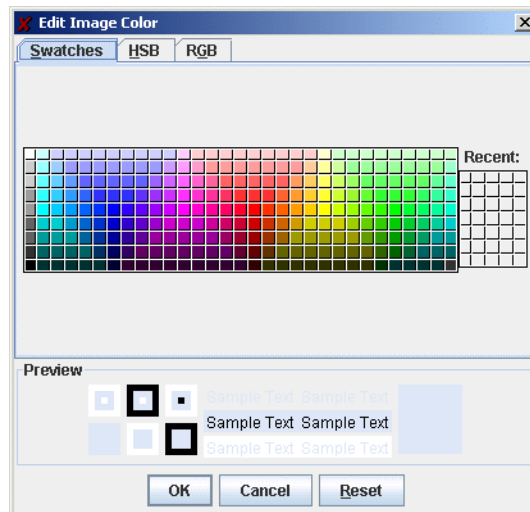 Edit Image Color
Swatches HSB RGB
Recent:
Preview
Sample Text Sample Text
Sample Text Sample Text
Sample Text Sample Text
OK Cancel Reset